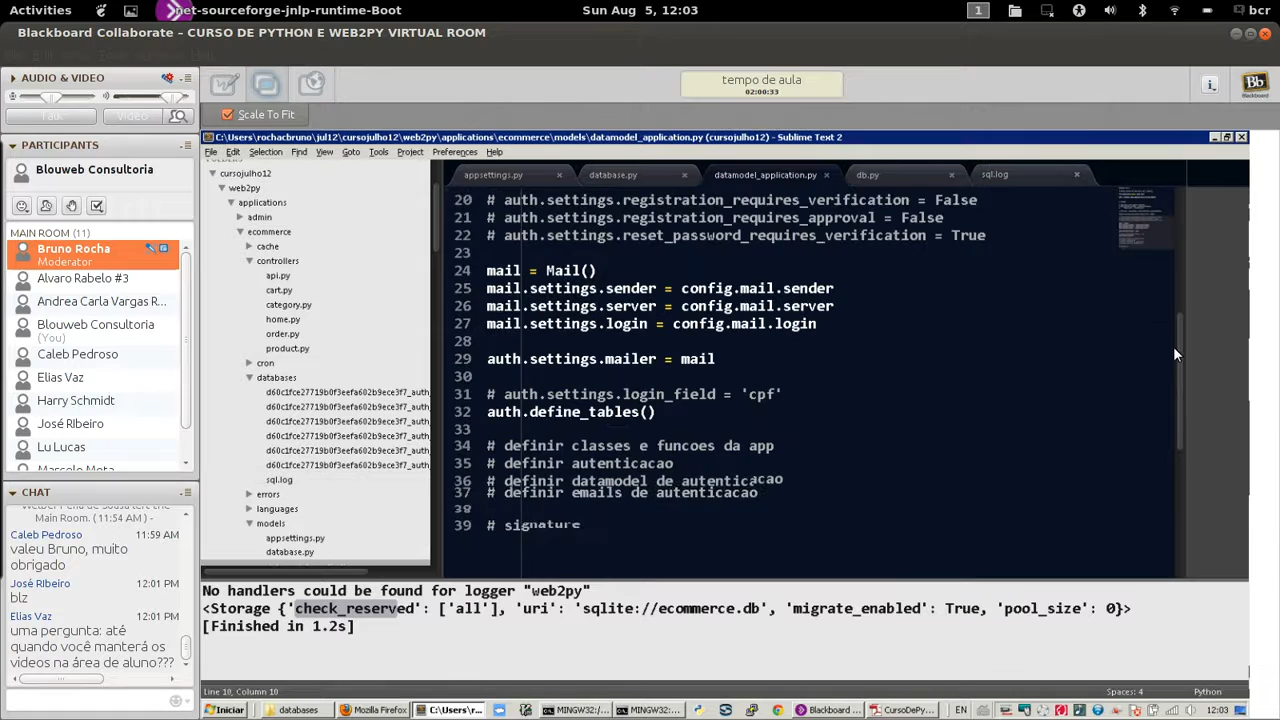 Activities
net-sourceforge-jnlp-runtime-Boot
Sun Aug 5, 12:03
1
bcr
Blackboard Collaborate – CURSO DE PYTHON E WEB2PY VIRTUAL ROOM
AUDIO & VIDEO
Talk
Video
tempo de aula
02:00:33
Bb
Scale To Fit
PARTICIPANTS
Blouweb Consultoria
MAIN ROOM (11)
Bruno Rocha
Moderator
Alvaro Rabelo #3
Andrea Carla Vargas R...
Blouweb Consultoria
(You)
Caleb Pedroso
Elias Vaz
Harry Schmidt
José RIbeiro
Lu Lucas
Marcelo Mota
CHAT
Main Room. ( 11:54 AM ) -
Caleb Pedroso 11:59 AM
valeu Bruno, muito
obrigado
José RIbeiro 12:01 PM
blz
Elias Vaz 12:01 PM
uma pergunta: até
quando você manterá os
videos na área de aluno???
C:\Users\rochacbruno\jul12\cursojulho12\web2py\applications\ecommerce\models\datamodel_application.py (cursojulho12) - Sublime Text 2
File Edit Selection Find View Goto Tools Project Preferences Help
FOLDERS
cursojulho12
web2py
applications
admin
ecommerce
cache
controllers
api.py
cart.py
category.py
home.py
order.py
product.py
cron
databases
d60c1fce27719b0f3eefa602b9ece3f7_auth_
d60c1fce27719b0f3eefa602b9ece3f7_auth_
d60c1fce27719b0f3eefa602b9ece3f7_auth_
d60c1fce27719b0f3eefa602b9ece3f7_auth_
d60c1fce27719b0f3eefa602b9ece3f7_auth_
d60c1fce27719b0f3eefa602b9ece3f7_auth_
sql.log
errors
languages
models
appsettings.py
database.py
appsettings.py database.py datamodel_application.py db.py sql.log
20 # auth.settings.registration_requires_verification = False
21 # auth.settings.registration_requires_approval = False
22 # auth.settings.reset_password_requires_verification = True
23
24 mail = Mail()
25 mail.settings.sender = config.mail.sender
26 mail.settings.server = config.mail.server
27 mail.settings.login = config.mail.login
28
29 auth.settings.mailer = mail
30
31 # auth.settings.login_field = 'cpf'
32 auth.define_tables()
33
34 # definir classes e funcoes da app
35 # definir autenticacao
36 # definir datamodel de autenticacao
37 # definir emails de autenticacao
38
39 # signature
No handlers could be found for logger "web2py"
<Storage {'check_reserved': ['all'], 'uri': 'sqlite://ecommerce.db', 'migrate_enabled': True, 'pool_size': 0}>
[Finished in 1.2s]
Line 10, Column 10
Spaces: 4
Python
Iniciar
databases
Mozilla Firefox
C:\Users\r...
MINGW32:/...
MINGW32:...
Blackboard ...
CursoDePy...
EN
12:03